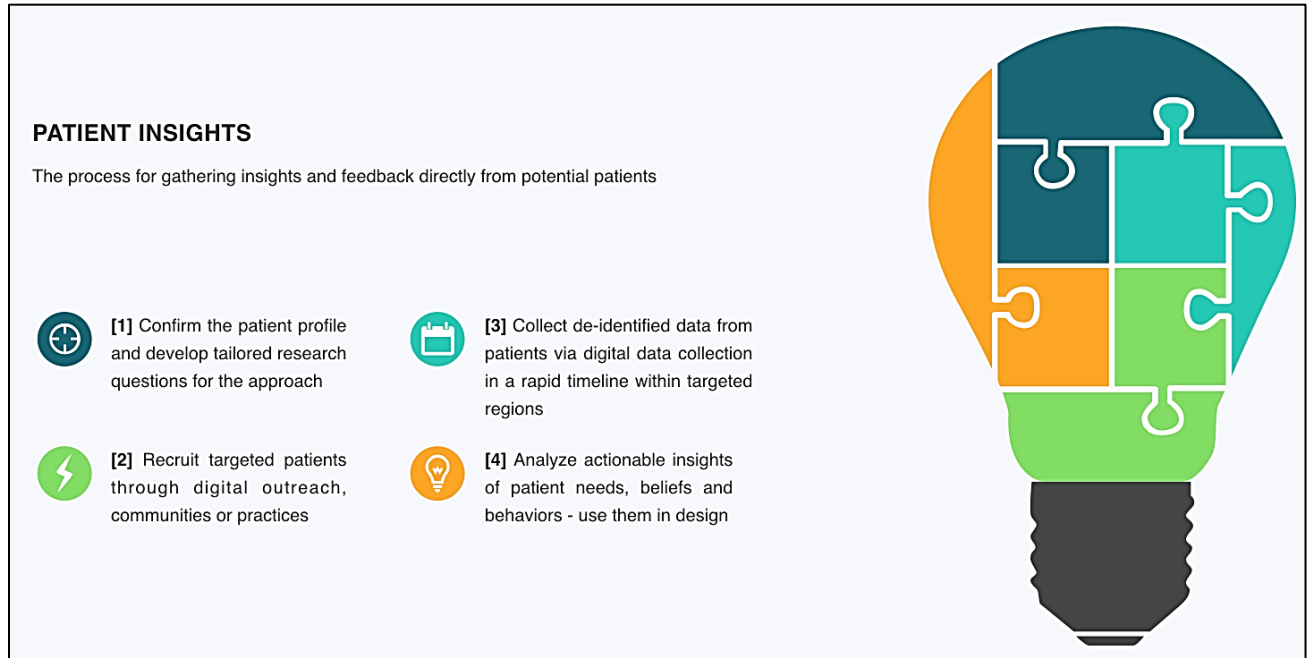 PATIENT INSIGHTS
The process for gathering insights and feedback directly from potential patients
[1] Confirm the patient profile
and develop tailored research
questions for the approach
[2] Recruit targeted patients
through digital outreach,
communities or practices
[3] Collect de-identified data from
patients via digital data collection
in a rapid timeline within targeted
regions
[4] Analyze actionable insights
of patient needs, beliefs and
behaviors - use them in design